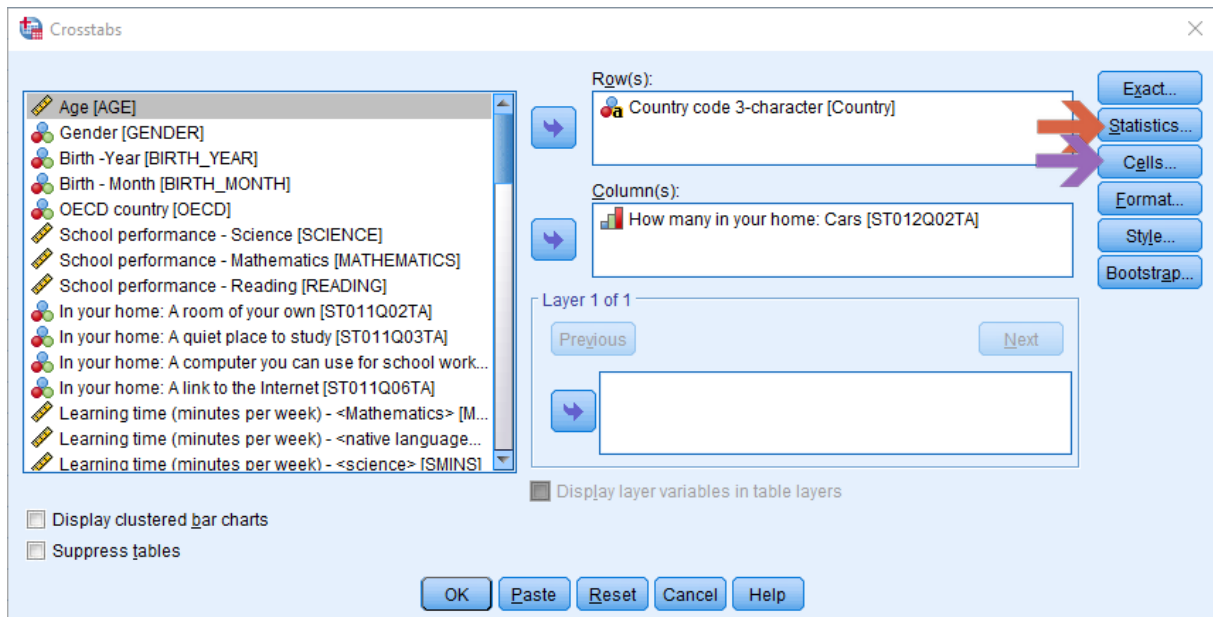 Crosstabs
Age [AGE]
Gender [GENDER]
Birth -Year [BIRTH_YEAR]
Birth - Month [BIRTH_MONTH]
OECD country [OECD]
School performance - Science [SCIENCE]
School performance - Mathematics [MATHEMATICS]
School performance - Reading [READING]
In your home: A room of your own [ST011Q02TA]
In your home: A quiet place to study [ST011Q03TA]
In your home: A computer you can use for school work...
In your home: A link to the Internet [ST011Q06TA]
Learning time (minutes per week) - <Mathematics> [M...
Learning time (minutes per week) - <native language...
Learning time (minutes per week) - <science> [SMINS]
Row(s):
Country code 3-character [Country]
Column(s):
How many in your home: Cars [ST012Q02TA]
Layer 1 of 1
Previous
Next
Display layer variables in table layers
Exact...
Statistics...
Cells...
Format...
Style...
Bootstrap...
Display clustered bar charts
Suppress tables
OK
Paste
Reset
Cancel
Help